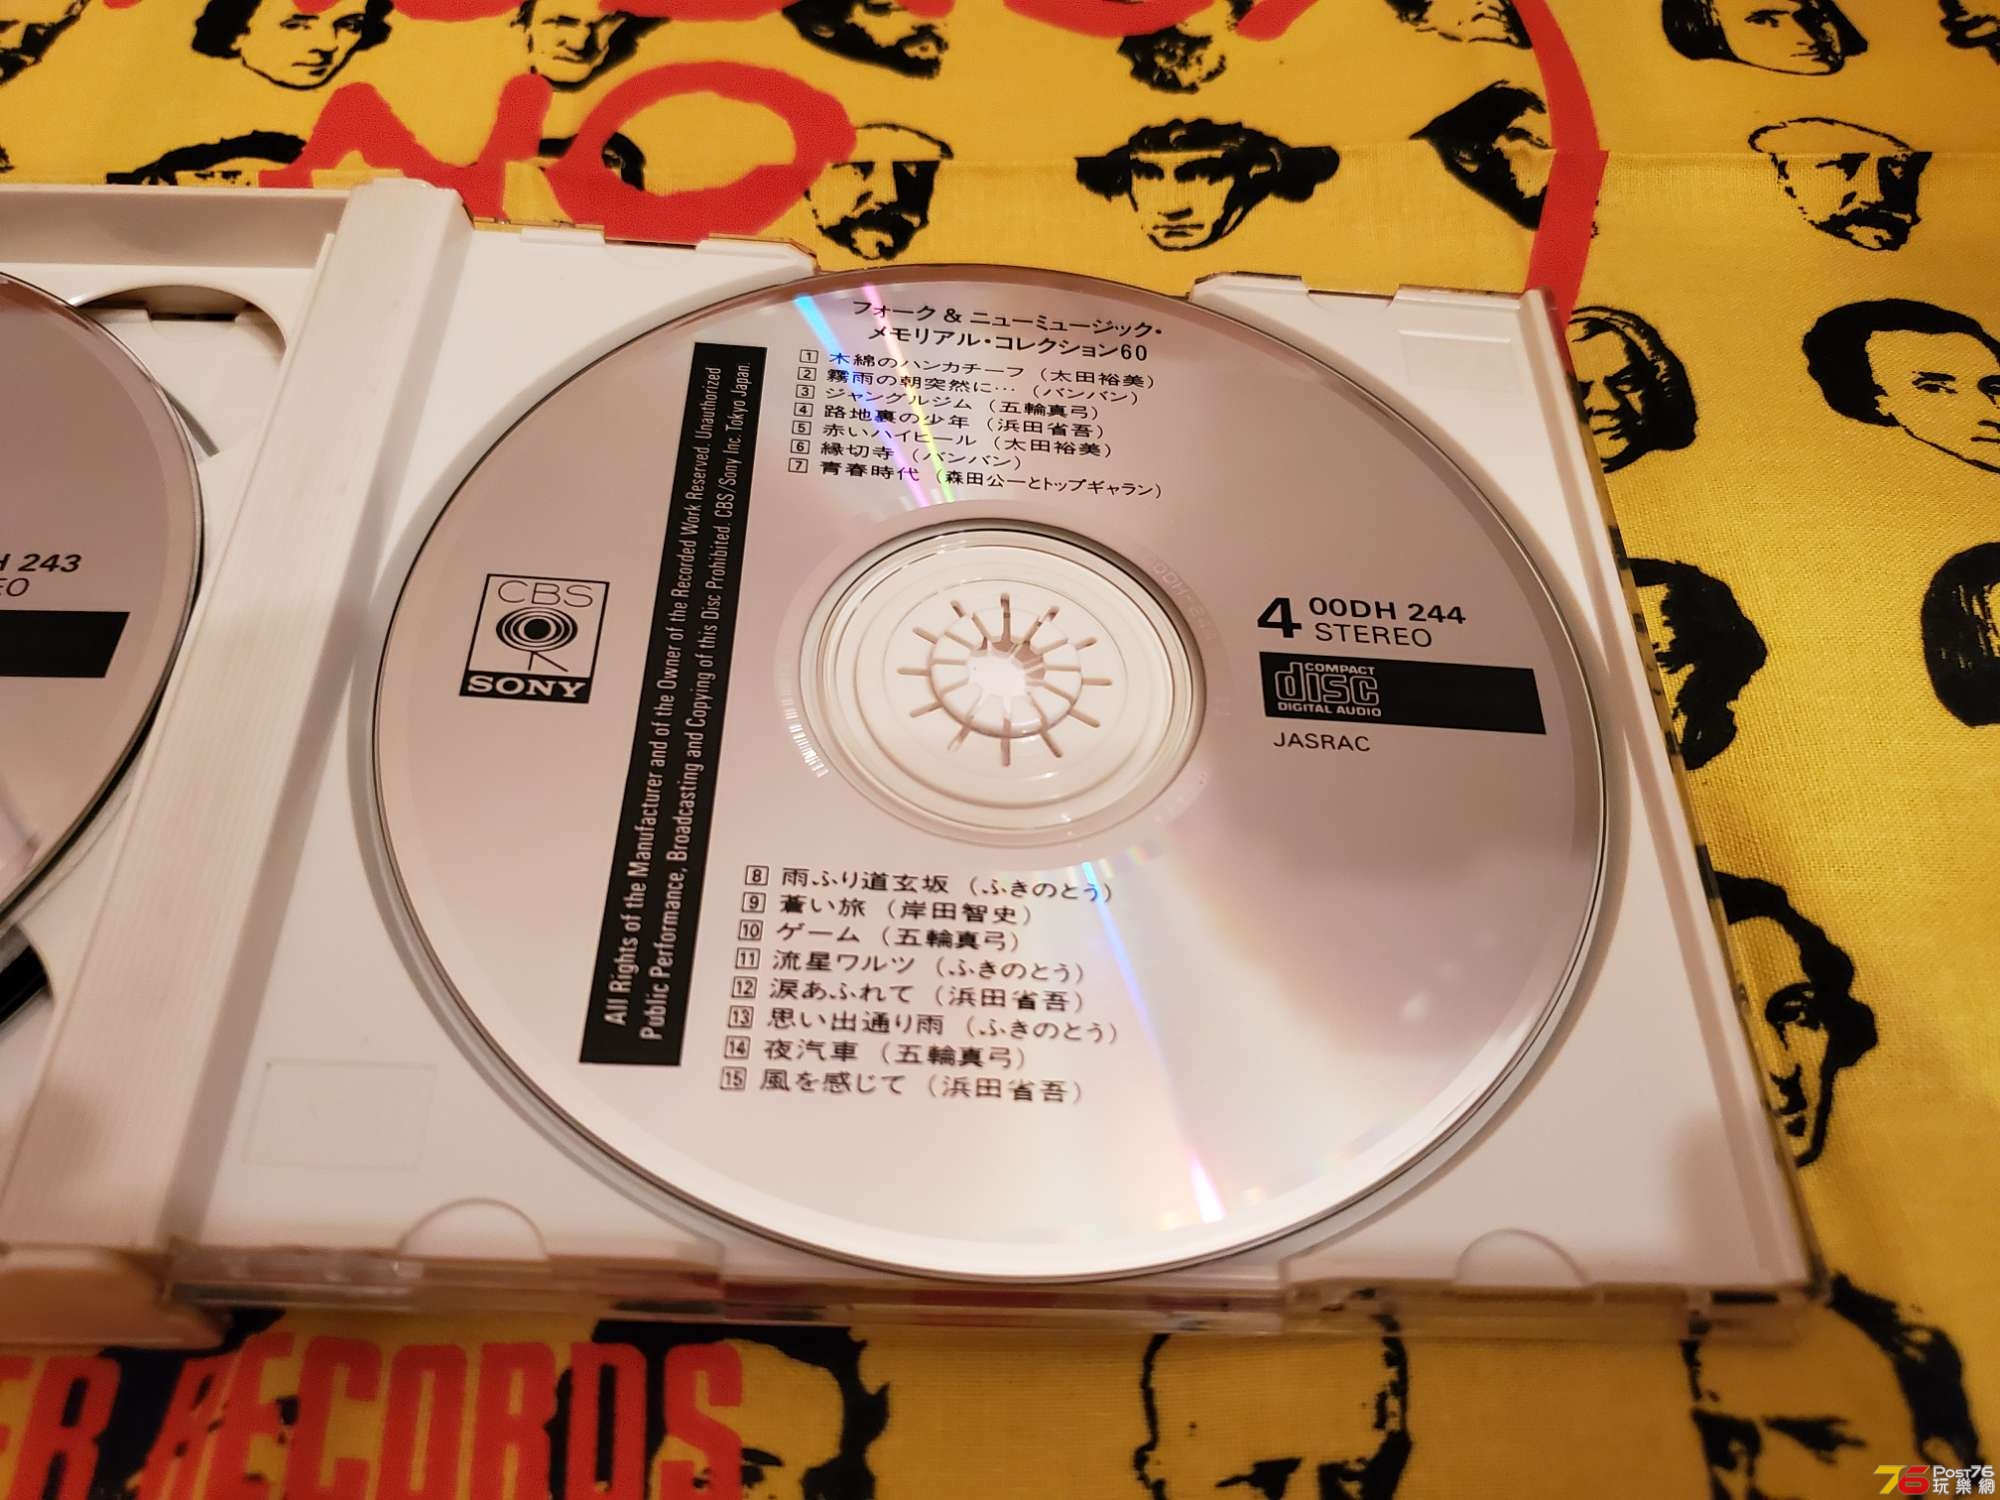 NO
フォーク & ニューミュージック・
メモリアル・コレクション60
1 木綿のハンカチーフ (太田裕美)
2 霧雨の朝突然に… (バンバン)
3 ジャングルジム (五輪真弓)
4 路地裏の少年 (浜田省吾)
5 赤いハイヒール (太田裕美)
6 縁切寺 (バンバン)
7 青春時代 (森田公一とトップギャラン)
All Rights of the Manufacturer and of the Owner of the Recorded Work Reserved. Unauthorized
Public Performance, Broadcasting and Copying of this Disc Prohibited. CBS/Sony Inc. Tokyo Japan.
CBS
SONY
4 00DH 244
STEREO
COMPACT
disc
DIGITAL AUDIO
JASRAC
8 雨ふり道玄坂 (ふきのとう)
9 蒼い旅 (岸田智史)
10 ゲーム (五輪真弓)
11 流星ワルツ (ふきのとう)
12 涙あふれて (浜田省吾)
13 思い出通り雨 (ふきのとう)
14 夜汽車 (五輪真弓)
15 風を感じて (浜田省吾)
H 243
EO
ER RECORDS
76 Post76
玩樂網